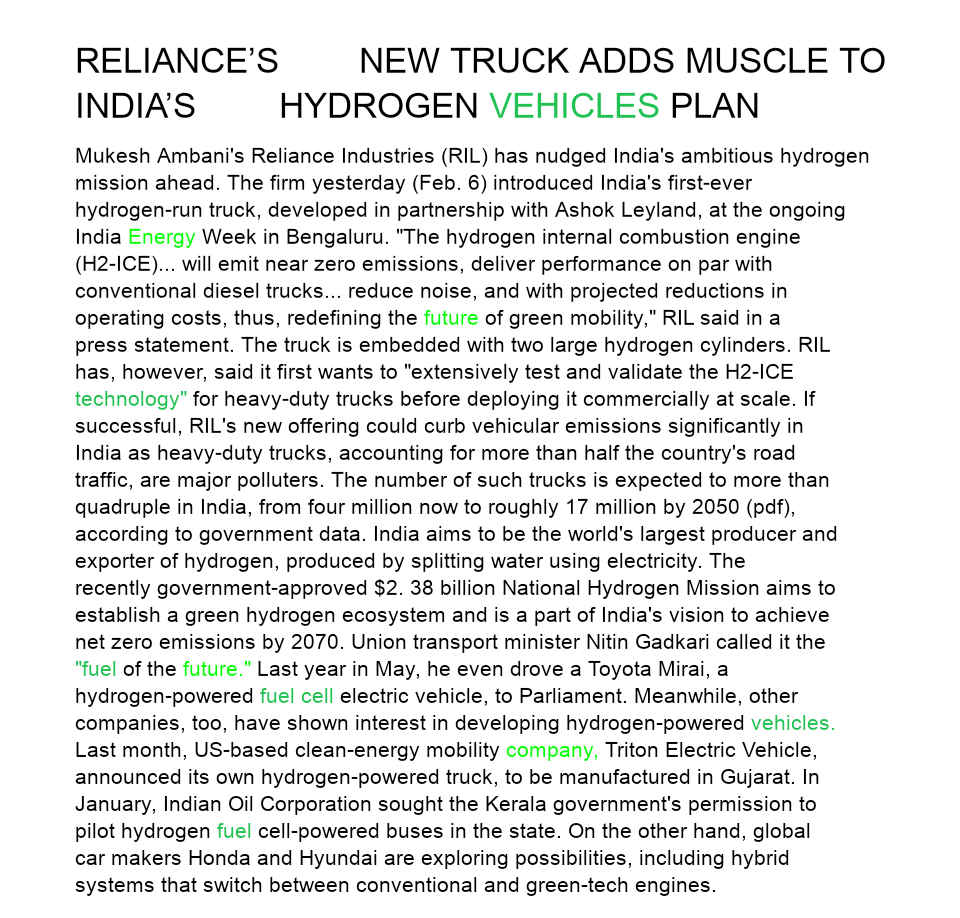 RELIANCE’S NEW TRUCK ADDS MUSCLE TO
INDIA’S HYDROGEN VEHICLES PLAN
Mukesh Ambani's Reliance Industries (RIL) has nudged India's ambitious hydrogen
mission ahead. The firm yesterday (Feb. 6) introduced India's first-ever
hydrogen-run truck, developed in partnership with Ashok Leyland, at the ongoing
India Energy Week in Bengaluru. "The hydrogen internal combustion engine
(H2-ICE)... will emit near zero emissions, deliver performance on par with
conventional diesel trucks... reduce noise, and with projected reductions in
operating costs, thus, redefining the future of green mobility," RIL said in a
press statement. The truck is embedded with two large hydrogen cylinders. RIL
has, however, said it first wants to "extensively test and validate the H2-ICE
technology" for heavy-duty trucks before deploying it commercially at scale. If
successful, RIL's new offering could curb vehicular emissions significantly in
India as heavy-duty trucks, accounting for more than half the country's road
traffic, are major polluters. The number of such trucks is expected to more than
quadruple in India, from four million now to roughly 17 million by 2050 (pdf),
according to government data. India aims to be the world's largest producer and
exporter of hydrogen, produced by splitting water using electricity. The
recently government-approved $2. 38 billion National Hydrogen Mission aims to
establish a green hydrogen ecosystem and is a part of India's vision to achieve
net zero emissions by 2070. Union transport minister Nitin Gadkari called it the
"fuel of the future." Last year in May, he even drove a Toyota Mirai, a
hydrogen-powered fuel cell electric vehicle, to Parliament. Meanwhile, other
companies, too, have shown interest in developing hydrogen-powered vehicles.
Last month, US-based clean-energy mobility company, Triton Electric Vehicle,
announced its own hydrogen-powered truck, to be manufactured in Gujarat. In
January, Indian Oil Corporation sought the Kerala government's permission to
pilot hydrogen fuel cell-powered buses in the state. On the other hand, global
car makers Honda and Hyundai are exploring possibilities, including hybrid
systems that switch between conventional and green-tech engines.